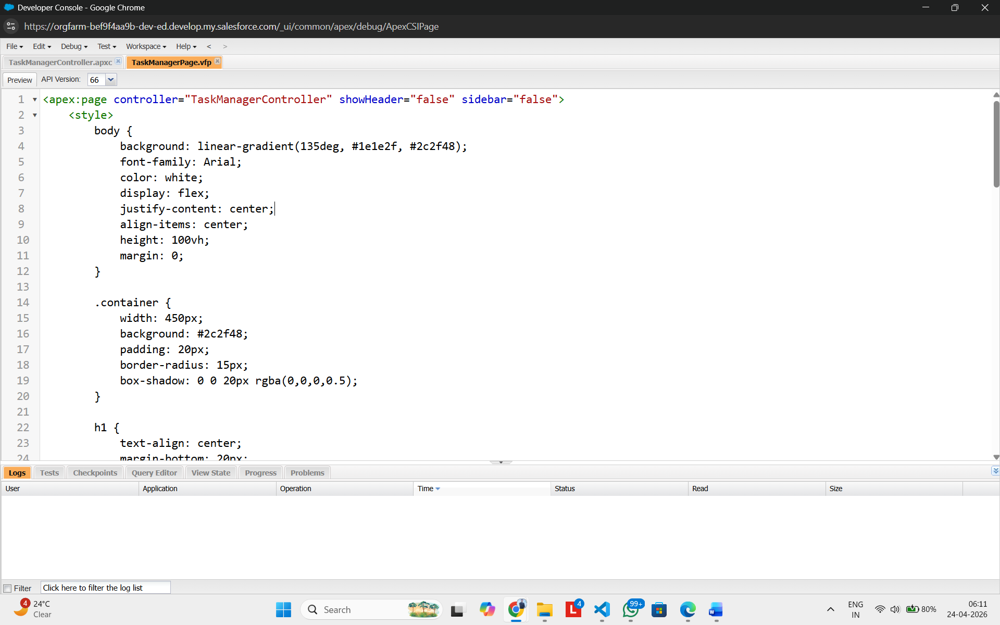 Developer Console - Google Chrome
https://orgfarm-bef9f4aa9b-dev-ed.develop.my.salesforce.com/_ui/common/apex/debug/ApexCSIPage
File Edit Debug Test Workspace Help < >
TaskManagerController.apxc TaskManagerPage.vfp
Preview API Version: 66
1 <apex:page controller="TaskManagerController" showHeader="false" sidebar="false">
2 <style>
3 body {
4 background: linear-gradient(135deg, #1e1e2f, #2c2f48);
5 font-family: Arial;
6 color: white;
7 display: flex;
8 justify-content: center;
9 align-items: center;
10 height: 100vh;
11 margin: 0;
12 }
13
14 .container {
15 width: 450px;
16 background: #2c2f48;
17 padding: 20px;
18 border-radius: 15px;
19 box-shadow: 0 0 20px rgba(0,0,0,0.5);
20 }
21
22 h1 {
23 text-align: center;
24 margin-bottom: 20px;
Logs Tests Checkpoints Query Editor View State Progress Problems
User Application Operation Time Status Read Size
Filter Click here to filter the log list
4 24°C
Clear
Search
L 4
99+
W
ENG
IN
80%
06:11
24-04-2026